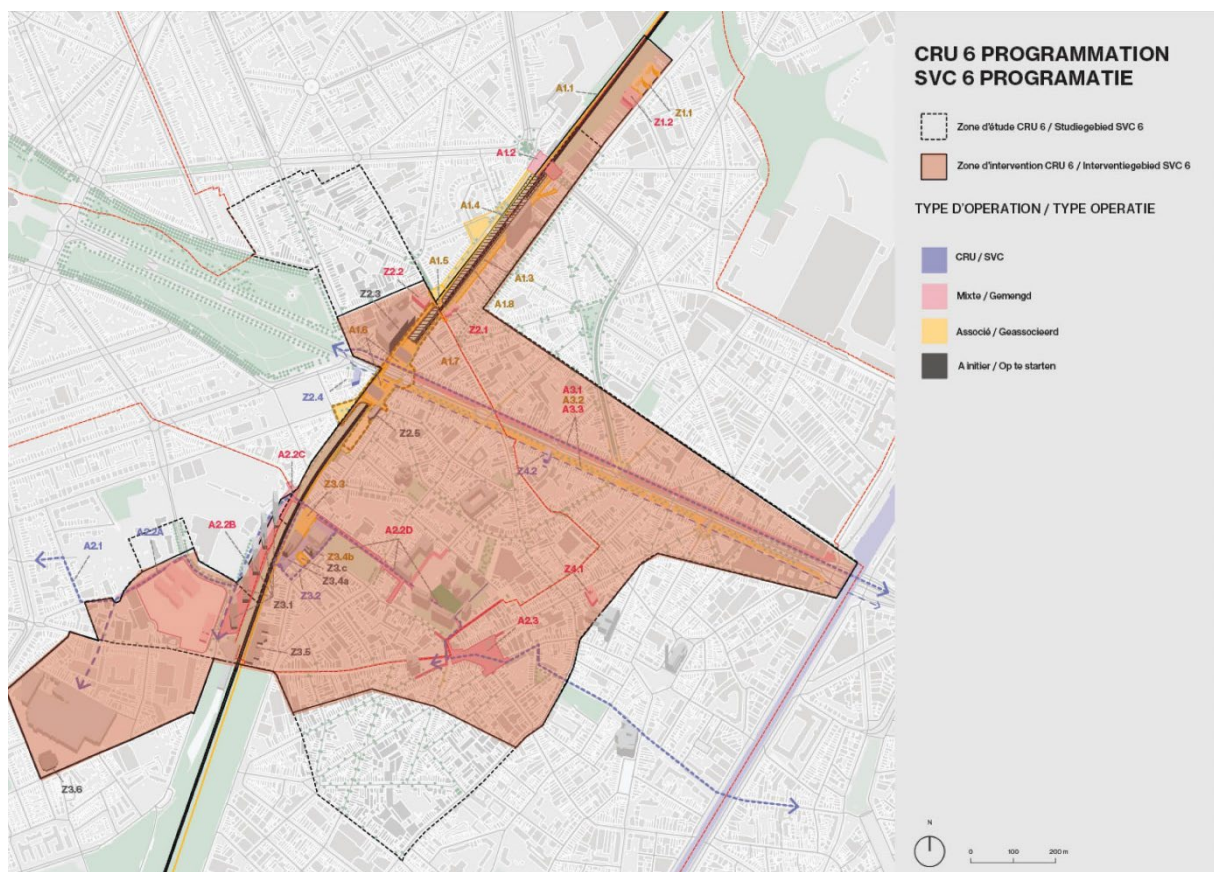 CRU 6 PROGRAMMATION
SVC 6 PROGRAMATIE
Zone d'étude CRU 6 / Studiegebied SVC 6
Zone d'intervention CRU 6 / Interventiegebied SVC 6
TYPE D'OPERATION / TYPE OPERATIE
CRU / SVC
Mixte / Gemengd
Associé / Geassocieerd
A initier / Op te starten
N
0 100 200 m
A1.1
Z1.1
Z1.2
A1.2
A1.4
A1.5
A1.3
Z2.2
Z2.3
A1.8
Z2.1
A1.6
A1.7
Z2.4
A3.1
A3.2
A3.3
Z2.5
A2.2C
Z4.2
Z3.3
A2.2B
A2.2A
A2.2D
A2.1
Z3.4b
Z3.c
Z3.4a
Z4.1
Z3.2
Z3.1
A2.3
Z3.5
Z3.6